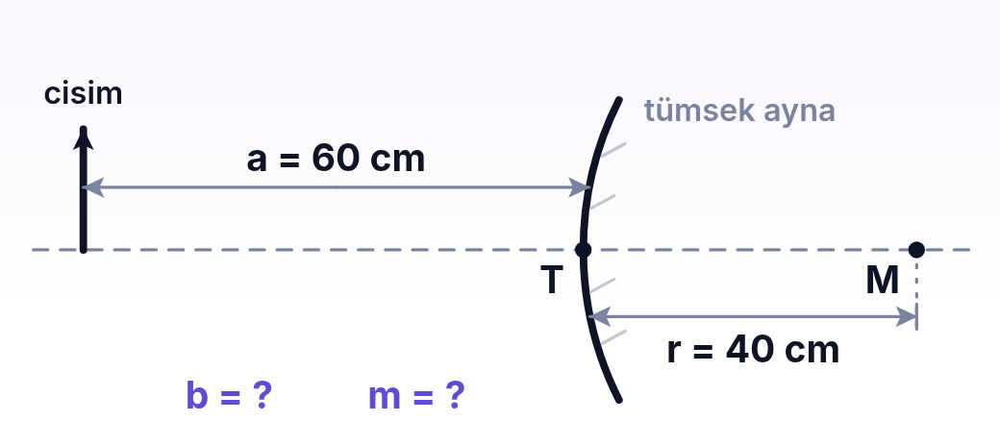 cisim
tümsek ayna
a = 60 cm
T
M
r = 40 cm
b = ?
m = ?